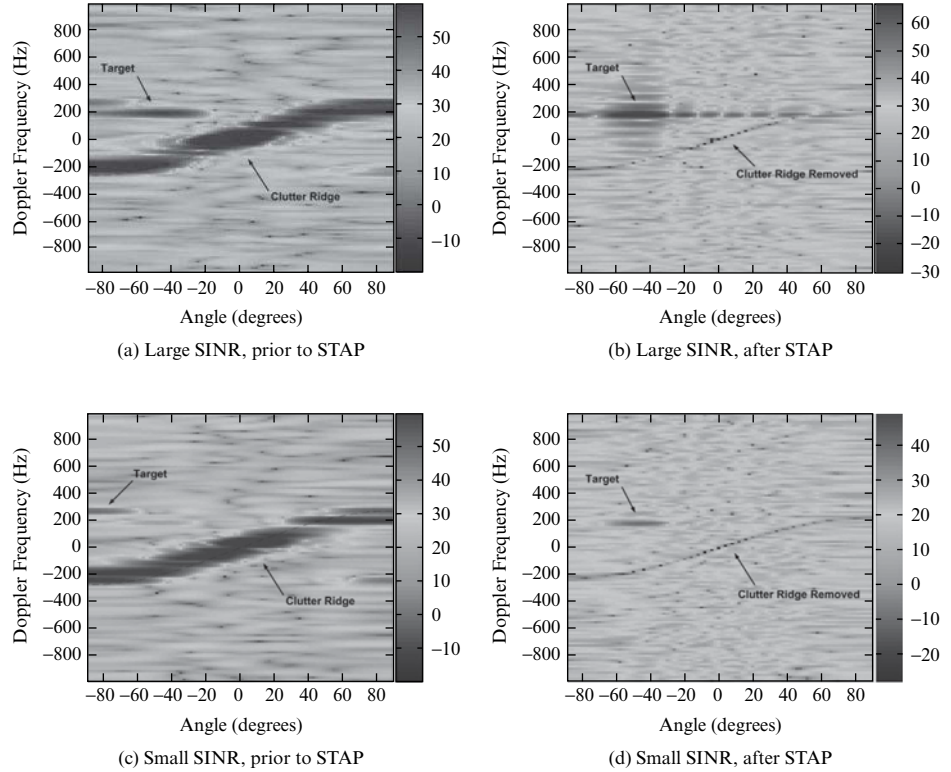 800
600
400
200
0
−200
−400
−600
−800
Doppler Frequency (Hz)
Target
Clutter Ridge
50
40
30
20
10
0
−10
−80 −60 −40 −20 0 20 40 60 80
Angle (degrees)
(a) Large SINR, prior to STAP
800
600
400
200
0
−200
−400
−600
−800
Doppler Frequency (Hz)
Target
Clutter Ridge Removed
60
50
40
30
20
10
0
−10
−20
−30
−80 −60 −40 −20 0 20 40 60 80
Angle (degrees)
(b) Large SINR, after STAP
800
600
400
200
0
−200
−400
−600
−800
Doppler Frequency (Hz)
Target
Clutter Ridge
50
40
30
20
10
0
−10
−80 −60 −40 −20 0 20 40 60 80
Angle (degrees)
(c) Small SINR, prior to STAP
800
600
400
200
0
−200
−400
−600
−800
Doppler Frequency (Hz)
Target
Clutter Ridge Removed
40
30
20
10
0
−10
−20
−80 −60 −40 −20 0 20 40 60 80
Angle (degrees)
(d) Small SINR, after STAP